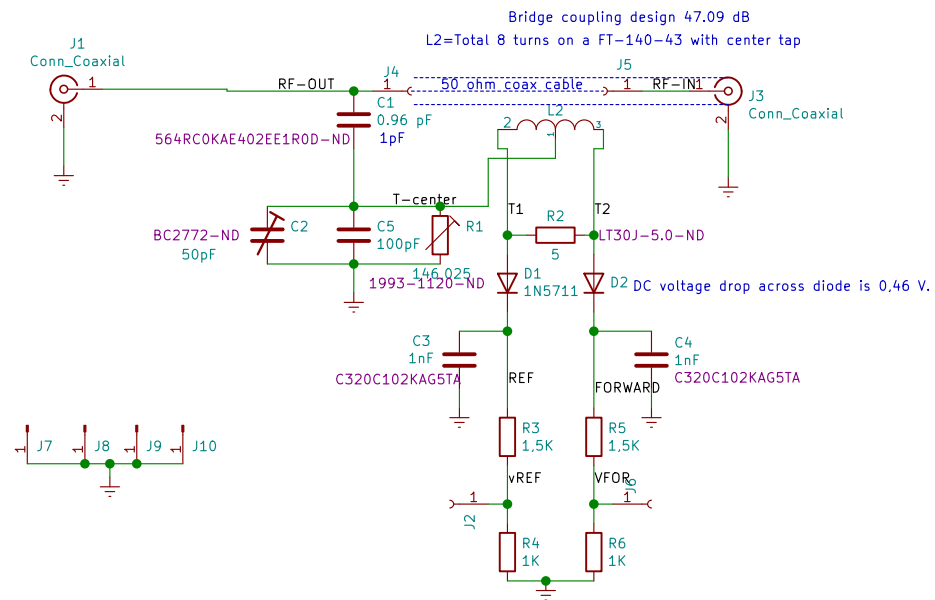 Bridge coupling design 47.09 dB
L2=Total 8 turns on a FT-140-43 with center tap
J1
Conn_Coaxial
1
2
RF-OUT
J4
1
50 ohm coax cable
J5
1
RF-IN
1
J3
Conn_Coaxial
2
C1
0.96 pF
1pF
564RC0KAE402EE1R0D-ND
L2
2
1
3
T-center
C2
BC2772-ND
50pF
C5
100pF
R1
146,025
1993-1120-ND
T1
T2
R2
5
LT30J-5.0-ND
D1
1N5711
D2
DC voltage drop across diode is 0,46 V.
C3
1nF
C320C102KAG5TA
C4
1nF
C320C102KAG5TA
REF
FORWARD
R3
1,5K
R5
1,5K
vREF
VFOR
J2
1
J6
1
R4
1K
R6
1K
1
J7
1
J8
1
J9
1
J10